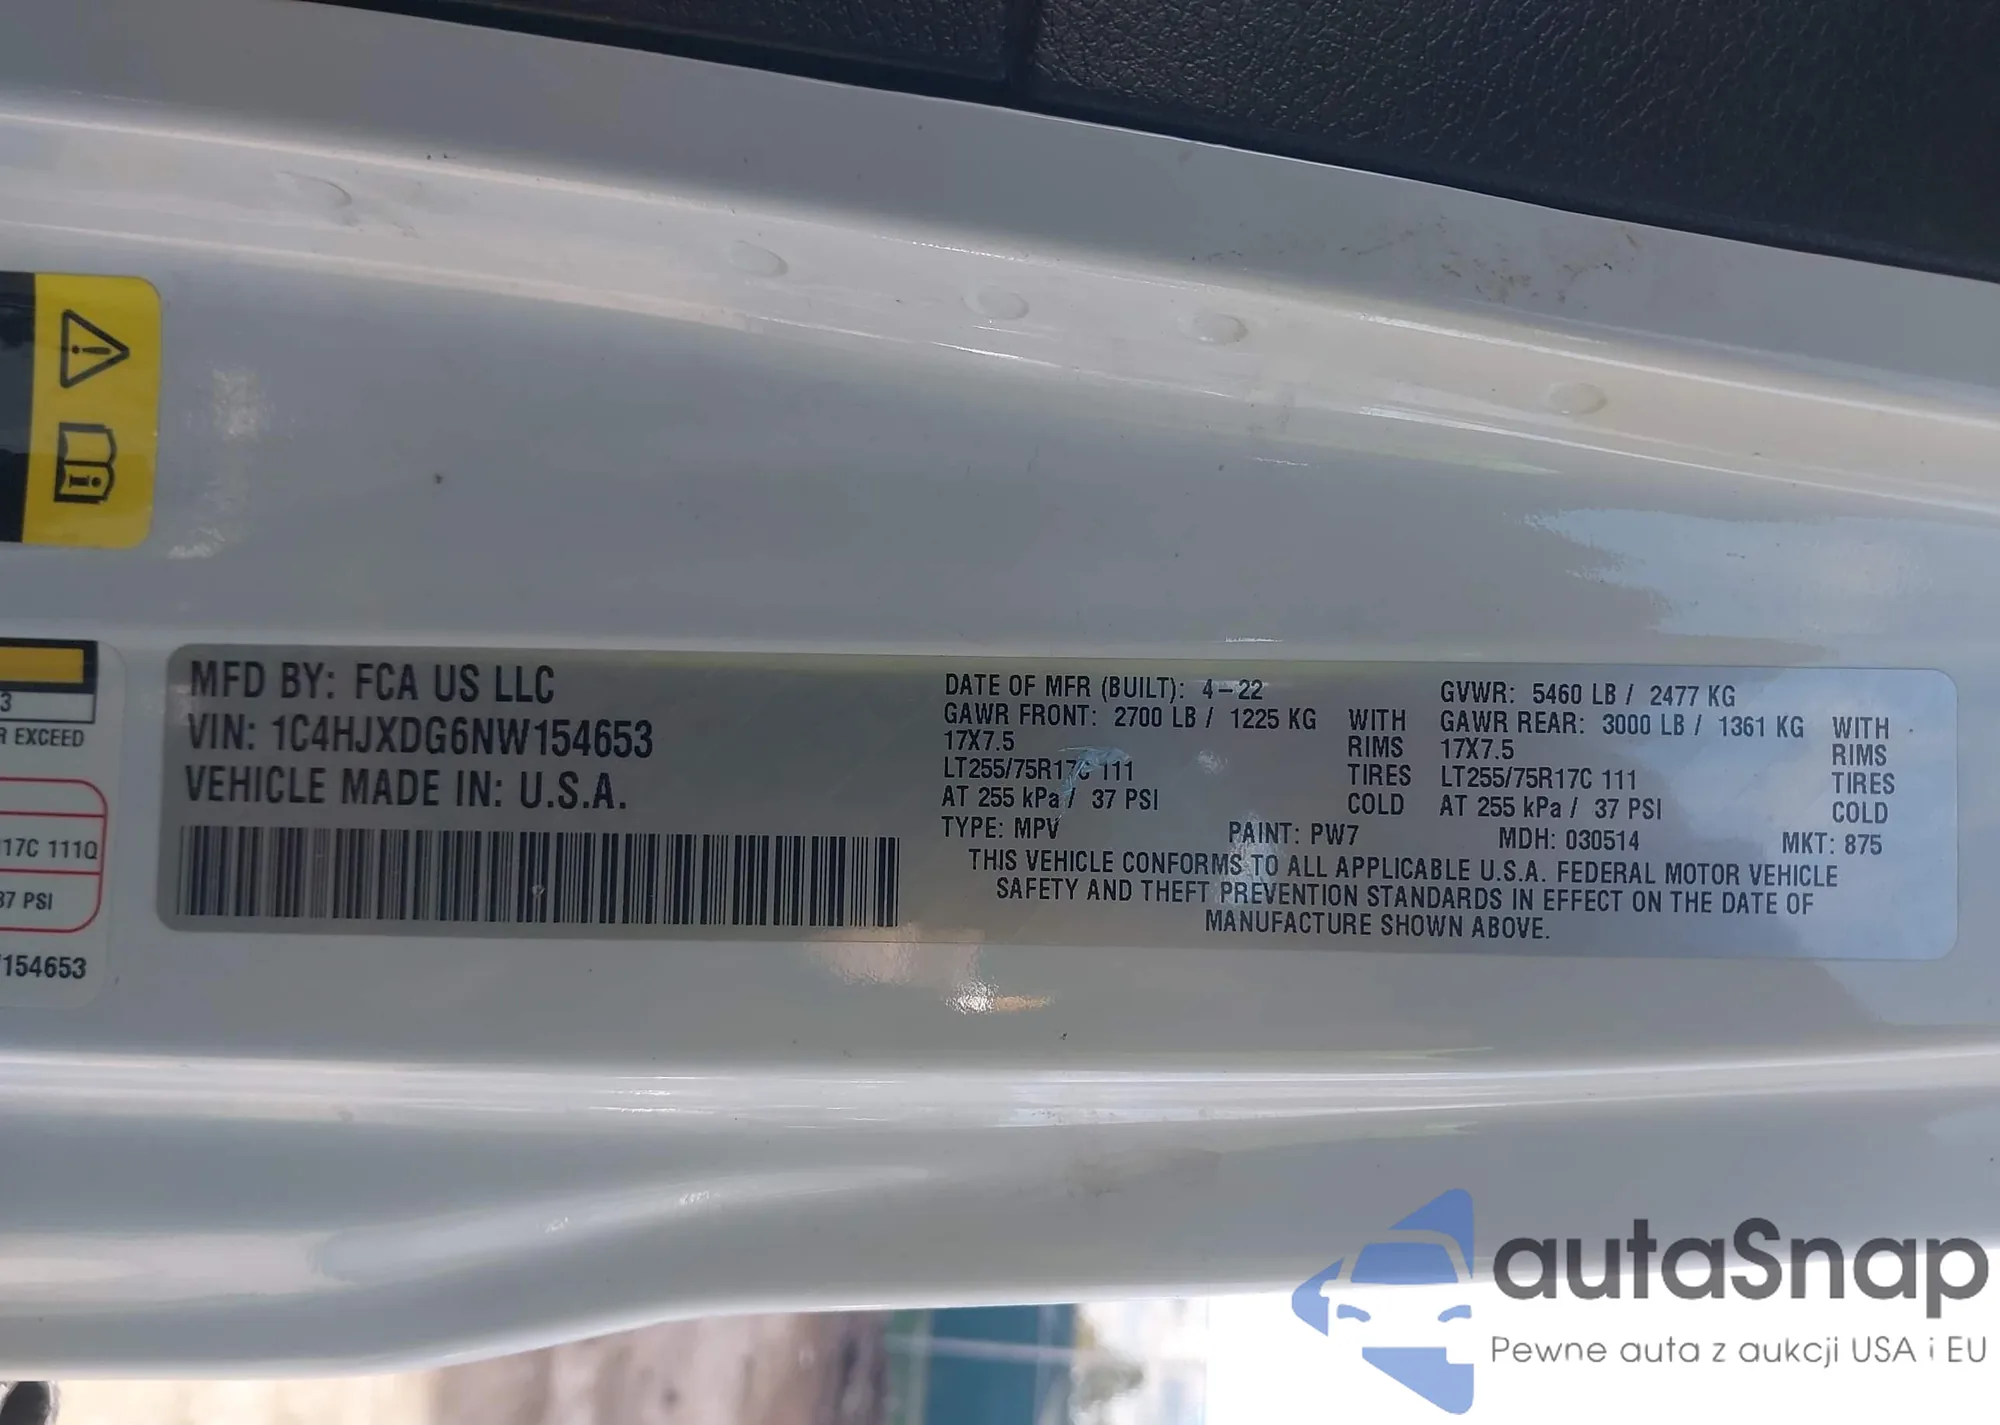 MFD BY: FCA US LLC
VIN: 1C4HJXDG6NW154653
VEHICLE MADE IN: U.S.A.
DATE OF MFR (BUILT): 4-22 GVWR: 5460 LB / 2477 KG
GAWR FRONT: 2700 LB / 1225 KG WITH GAWR REAR: 3000 LB / 1361 KG WITH
17X7.5 RIMS 17X7.5 RIMS
LT255/75R17C 111 TIRES LT255/75R17C 111 TIRES
AT 255 kPa / 37 PSI COLD AT 255 kPa / 37 PSI COLD
TYPE: MPV PAINT: PW7 MDH: 030514 MKT: 875
THIS VEHICLE CONFORMS TO ALL APPLICABLE U.S.A. FEDERAL MOTOR VEHICLE
SAFETY AND THEFT PREVENTION STANDARDS IN EFFECT ON THE DATE OF
MANUFACTURE SHOWN ABOVE.
3
R EXCEED
17C 111Q
37 PSI
154653
autaSnap
Pewne auta z aukcji USA i EU